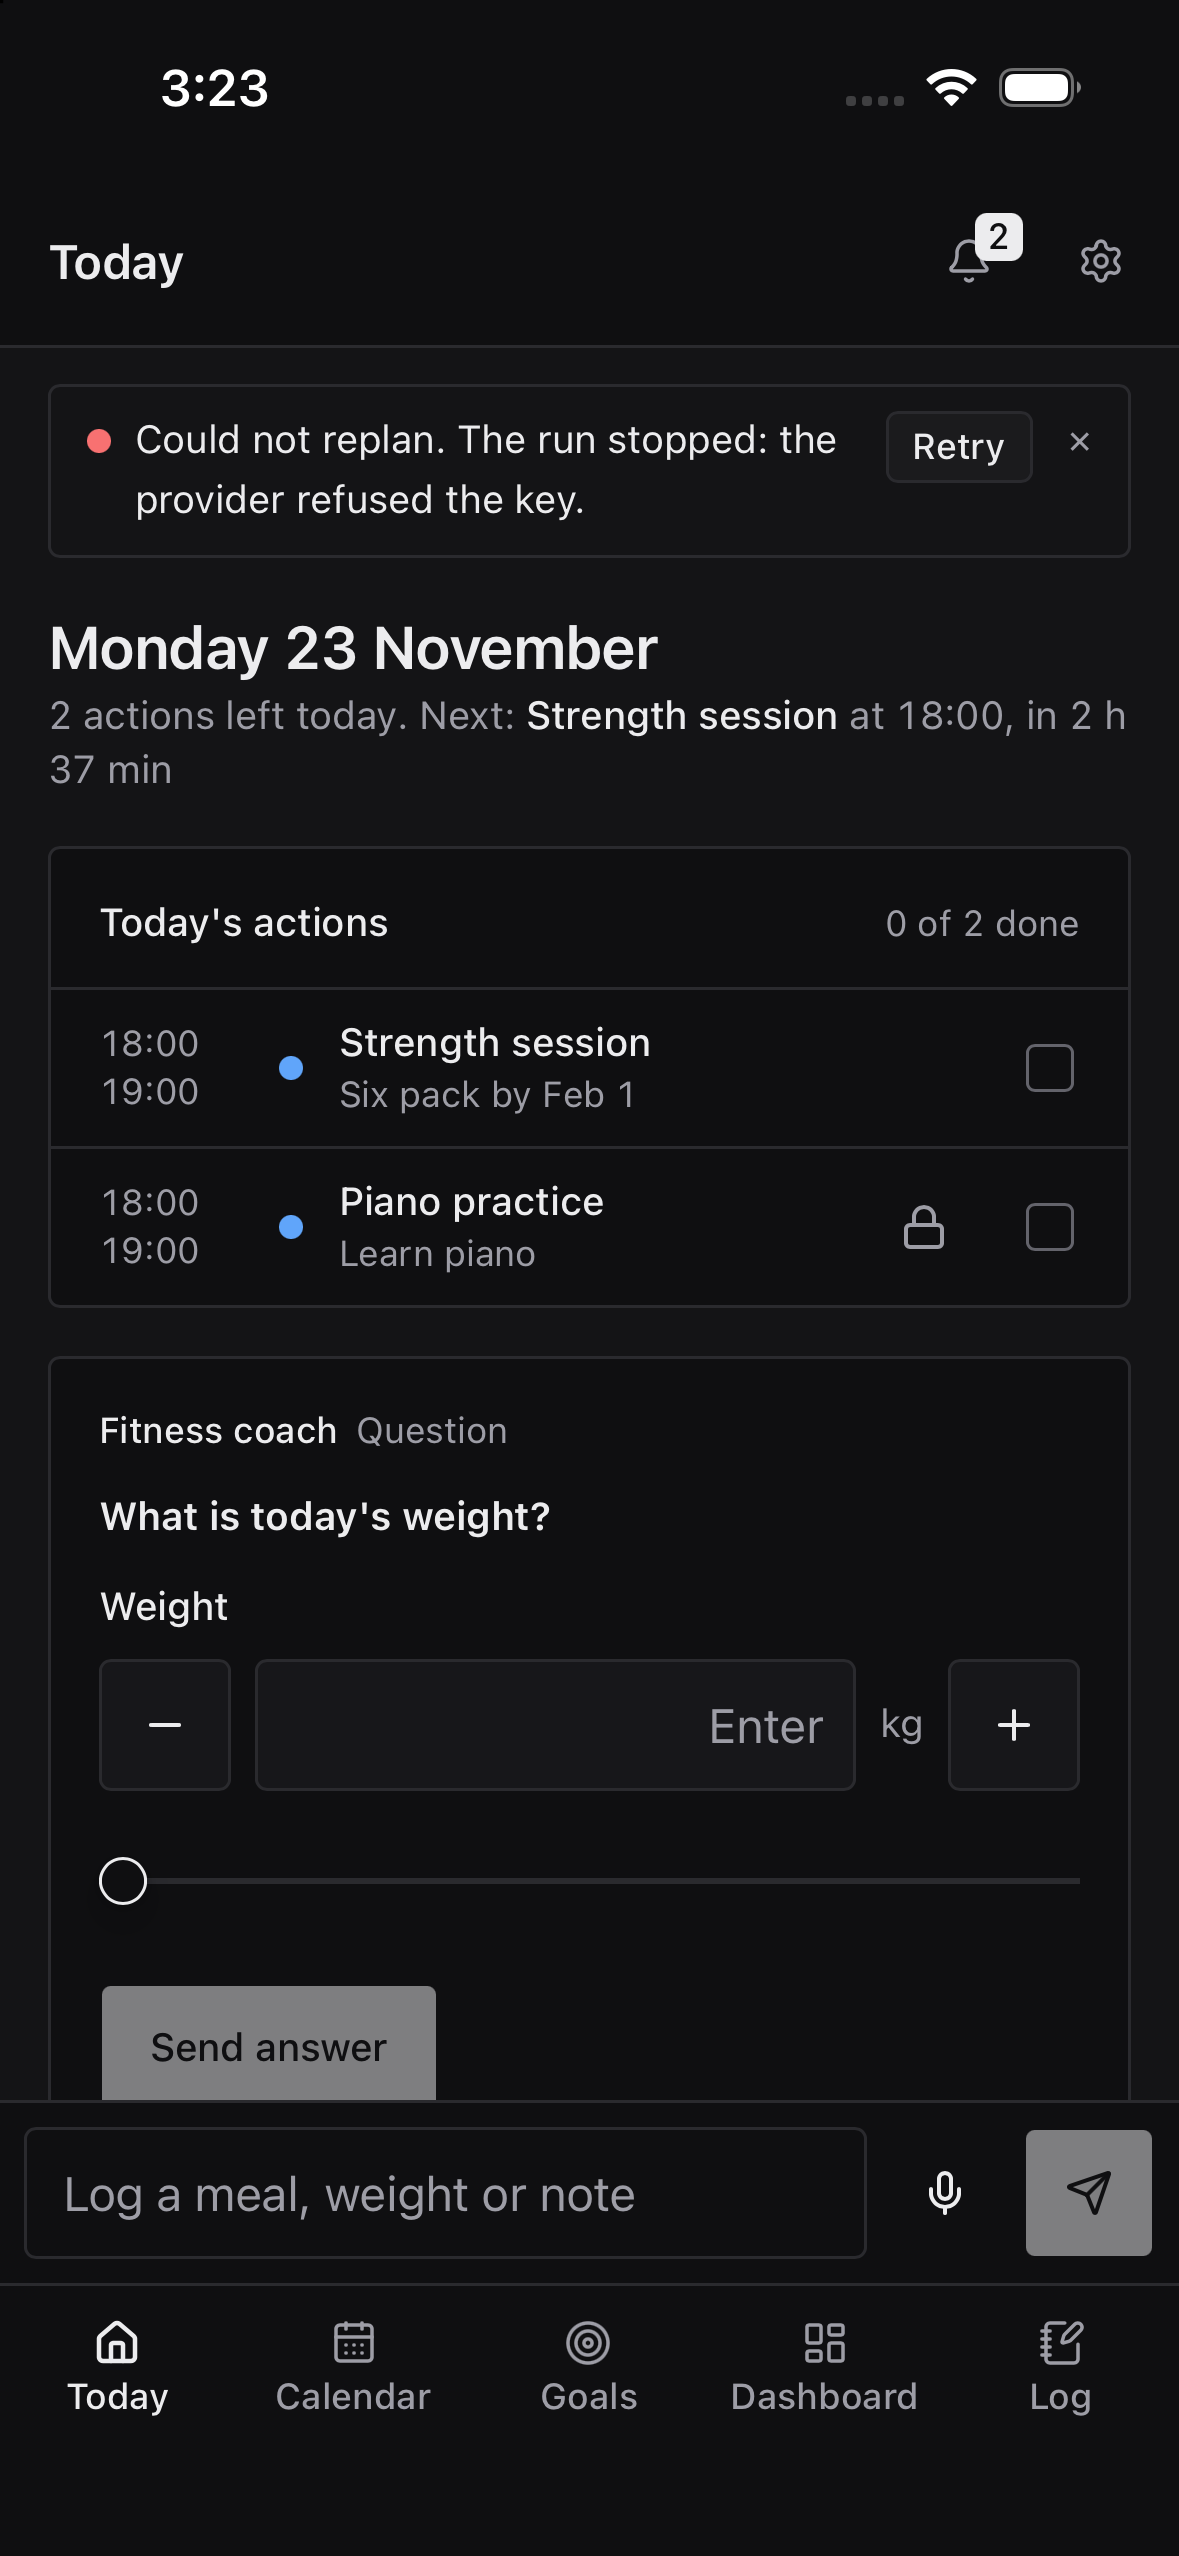 3:23
Today
2
Could not replan. The run stopped: the
provider refused the key.
Retry
Monday 23 November
2 actions left today. Next: Strength session at 18:00, in 2 h
37 min
Today's actions
0 of 2 done
18:00
19:00
Strength session
Six pack by Feb 1
18:00
19:00
Piano practice
Learn piano
Fitness coach Question
What is today's weight?
Weight
Enter
kg
Send answer
Log a meal, weight or note
Today
Calendar
Goals
Dashboard
Log